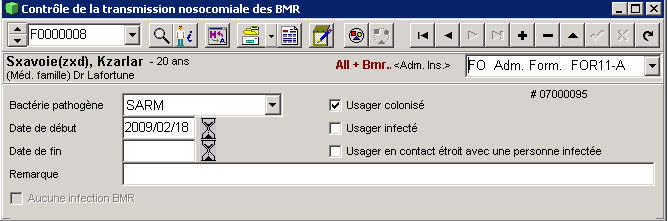 Contrôle de la transmission nosocomiale des BMR
F0000008
Sxavoie(zxd), Kzarlar - 20 ans
(Méd. famille) Dr Lafortune
All + Bmr.. <Adm. Ins.>
FO Adm. Form. FOR11-A
# 07000095
Bactérie pathogène SARM
Usager colonisé
Date de début 2009/02/18
Usager infecté
Date de fin
Usager en contact étroit avec une personne infectée
Remarque
Aucune infection BMR